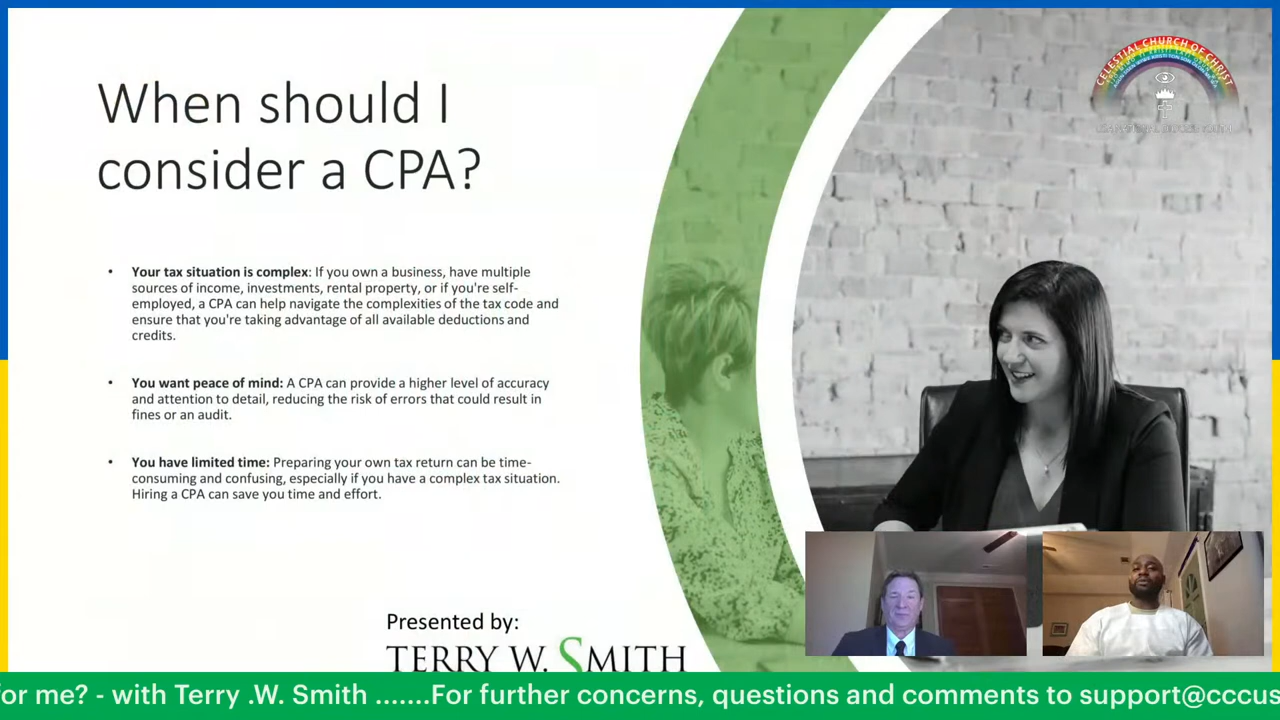 When should I
consider a CPA?
• Your tax situation is complex: If you own a business, have multiple
sources of income, investments, rental property, or if you're self-
employed, a CPA can help navigate the complexities of the tax code and
ensure that you're taking advantage of all available deductions and
credits.
• You want peace of mind: A CPA can provide a higher level of accuracy
and attention to detail, reducing the risk of errors that could result in
fines or an audit.
• You have limited time: Preparing your own tax return can be time-
consuming and confusing, especially if you have a complex tax situation.
Hiring a CPA can save you time and effort.
Presented by:
TERRY W. SMITH
CELESTIAL CHURCH OF CHRIST
for me? - with Terry .W. Smith .......For further concerns, questions and comments to support@cccus